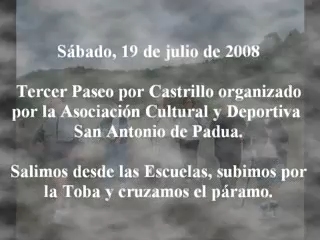 Sábado, 19 de julio de 2008
Tercer Paseo por Castrillo organizado
por la Asociación Cultural y Deportiva
San Antonio de Padua.
Salimos desde las Escuelas, subimos por
la Toba y cruzamos el páramo.